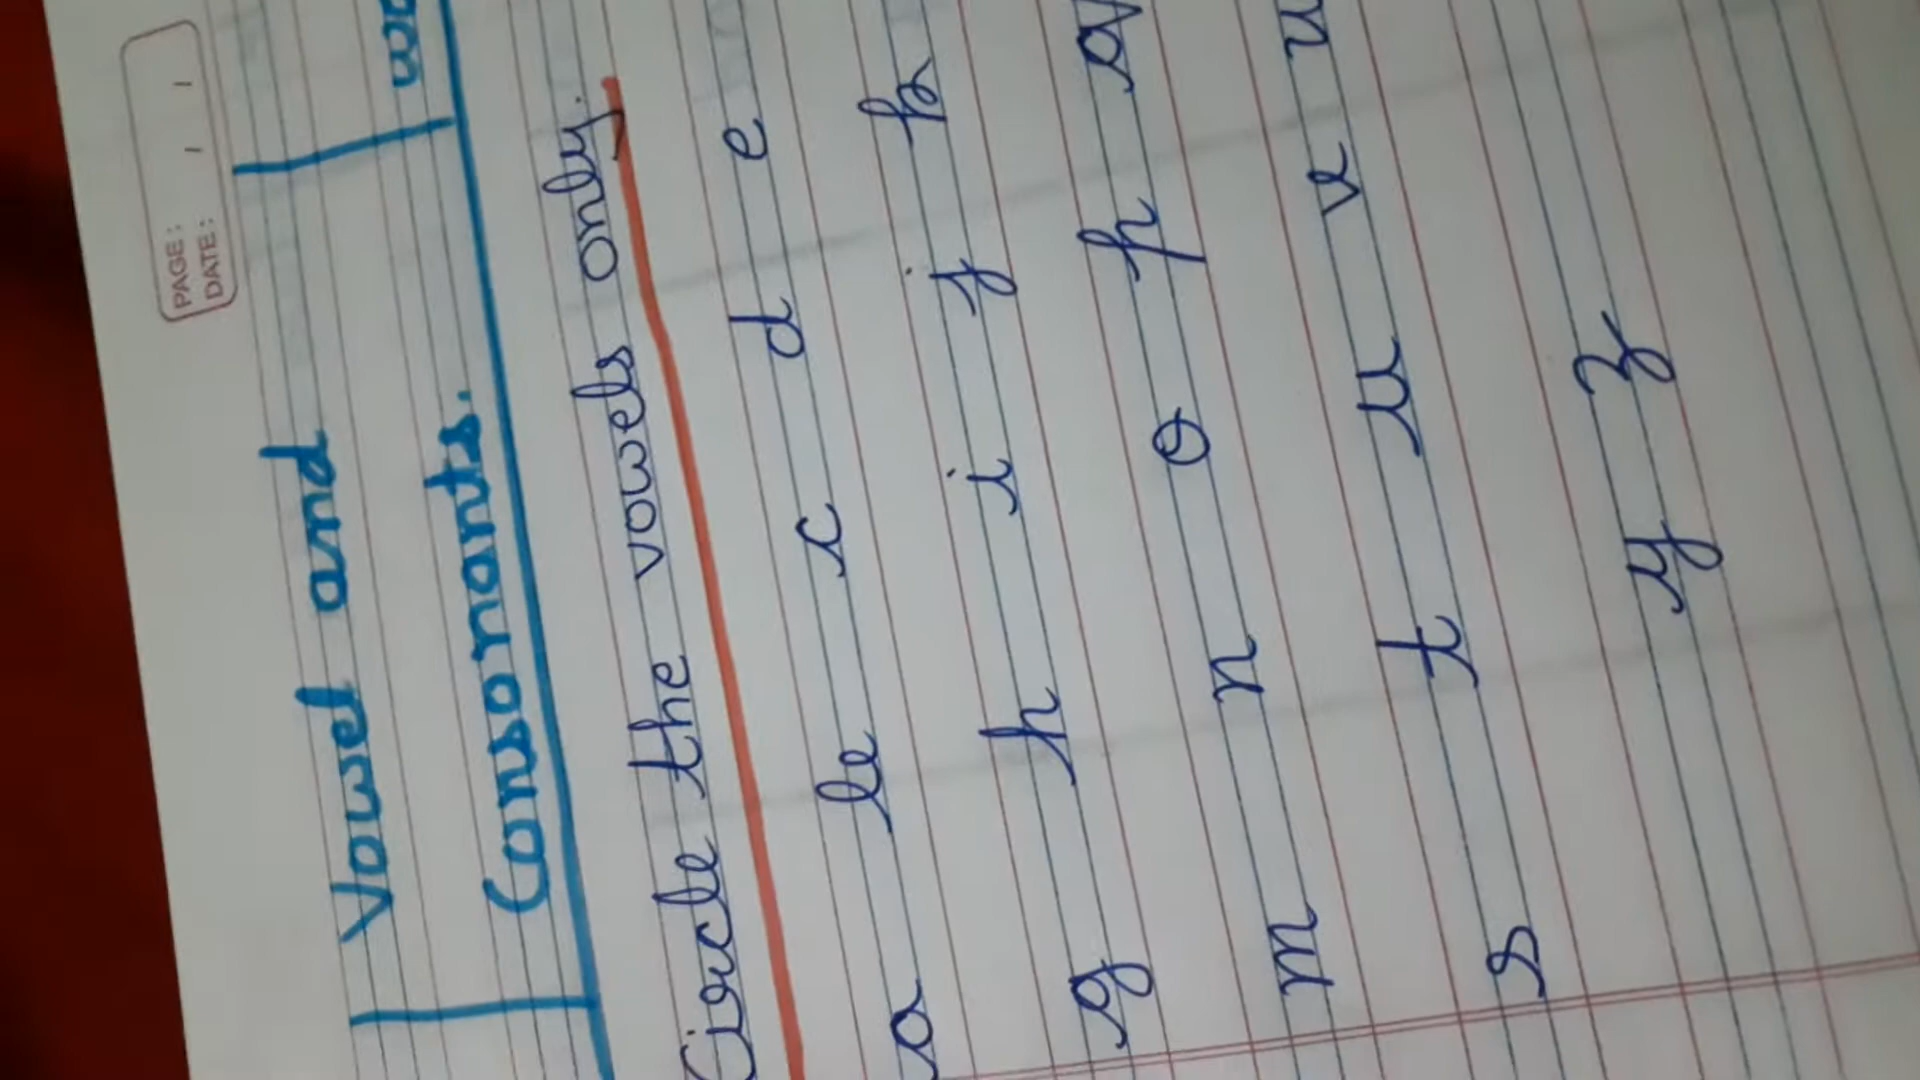 PAGE: / /
DATE:
Vowel and
Consonants.
Circle the vowels only.
a b c d e
g h i j k
m n o p q
s t u v
y z